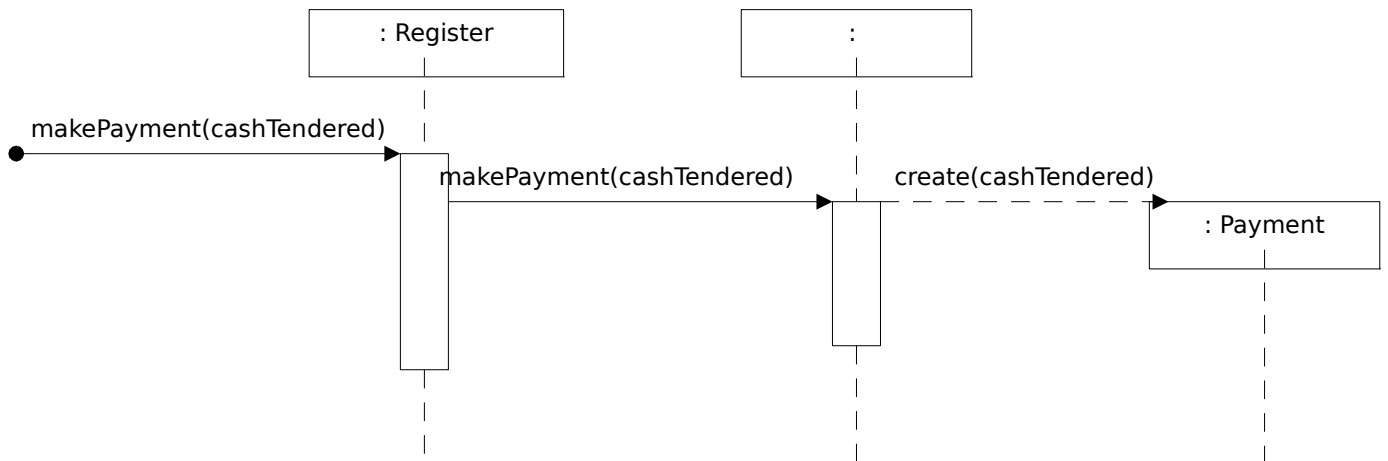 : Register
:
makePayment(cashTendered)
makePayment(cashTendered)
create(cashTendered)
: Payment